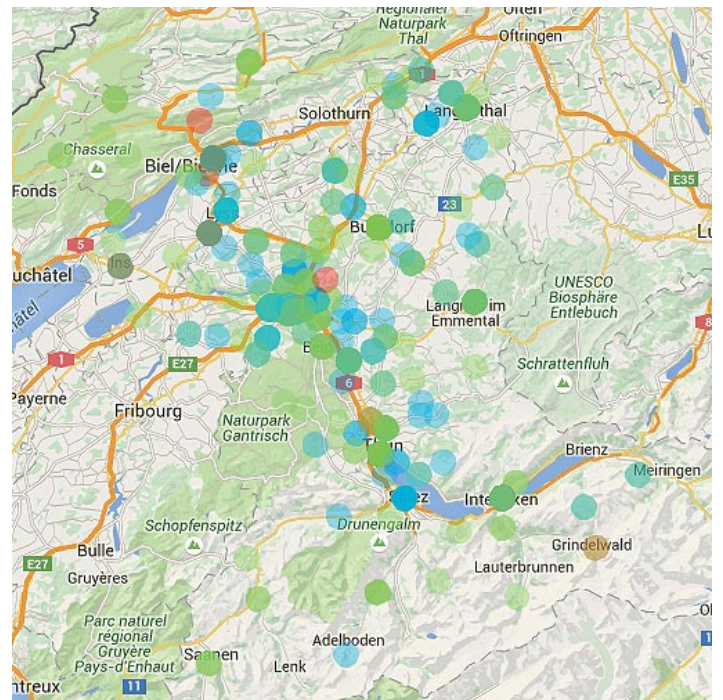 Regionaler
Naturpark
Thal
Olten
Oftringen
1
Solothurn
Langenthal
Chasseral
Biel/Bienne
Fonds
E35
23
Lyss
Burgdorf
5
Ins
uchâtel
UNESCO
Biosphäre
Entlebuch
âtel
Langnau im
Emmental
8
1
E27
6
Schrattenfluh
Payerne
Fribourg
Naturpark
Gantrisch
Thun
Brienz
Meiringen
Spiez
Interlaken
Schopfenspitz
Drunengalm
Bulle
E27
Gruyères
Grindelwald
Lauterbrunnen
Parc naturel
régional
Gruyère
Pays-d'Enhaut
Adelboden
Saanen
Lenk
ntreux
11